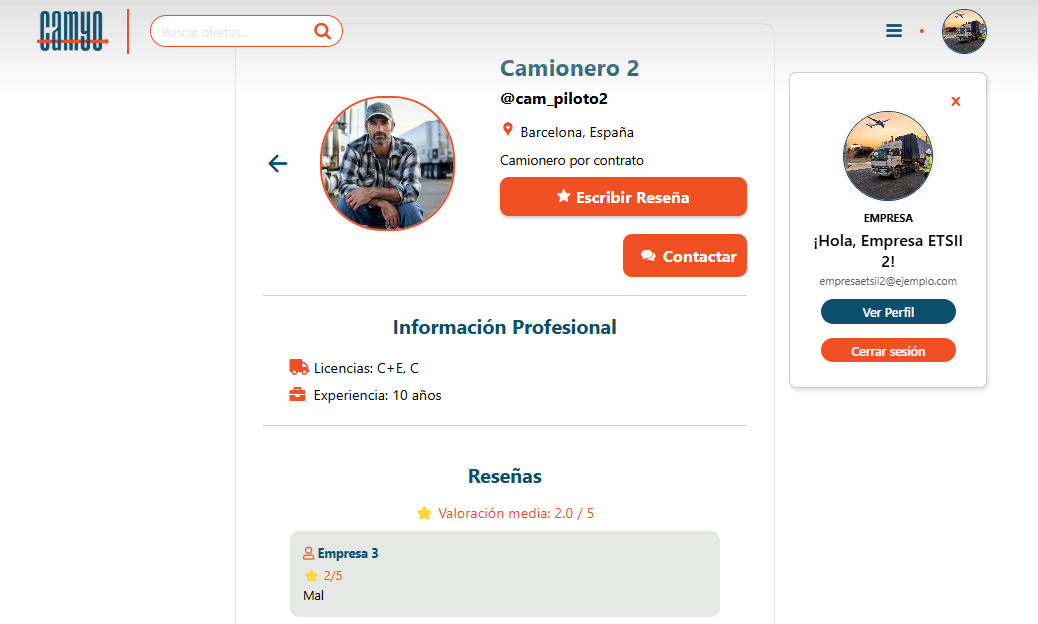 camyo
Buscar ofertas...
Camionero 2
@cam_piloto2
Barcelona, España
Camionero por contrato
Escribir Reseña
Contactar
Información Profesional
Licencias: C+E, C
Experiencia: 10 años
Reseñas
Valoración media: 2.0 / 5
Empresa 3
2/5
Mal
EMPRESA
¡Hola, Empresa ETSII
2!
empresaetsii2@ejemplo.com
Ver Perfil
Cerrar sesión